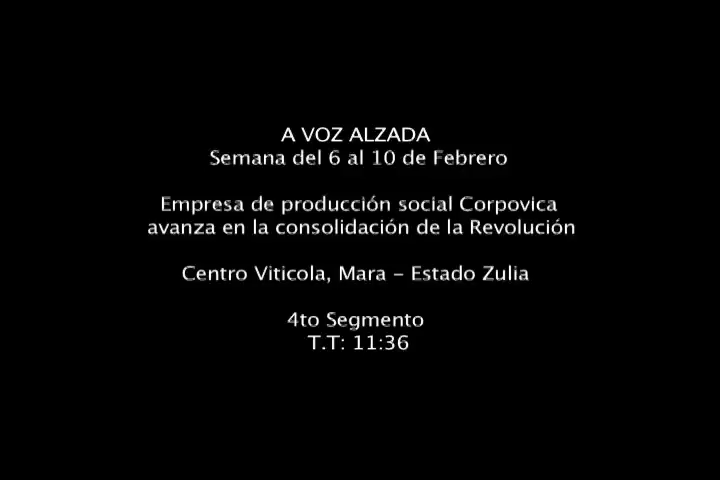 A VOZ ALZADA
Semana del 6 al 10 de Febrero
Empresa de producción social Corpovica
avanza en la consolidación de la Revolución
Centro Viticola, Mara - Estado Zulia
4to Segmento
T.T: 11:36